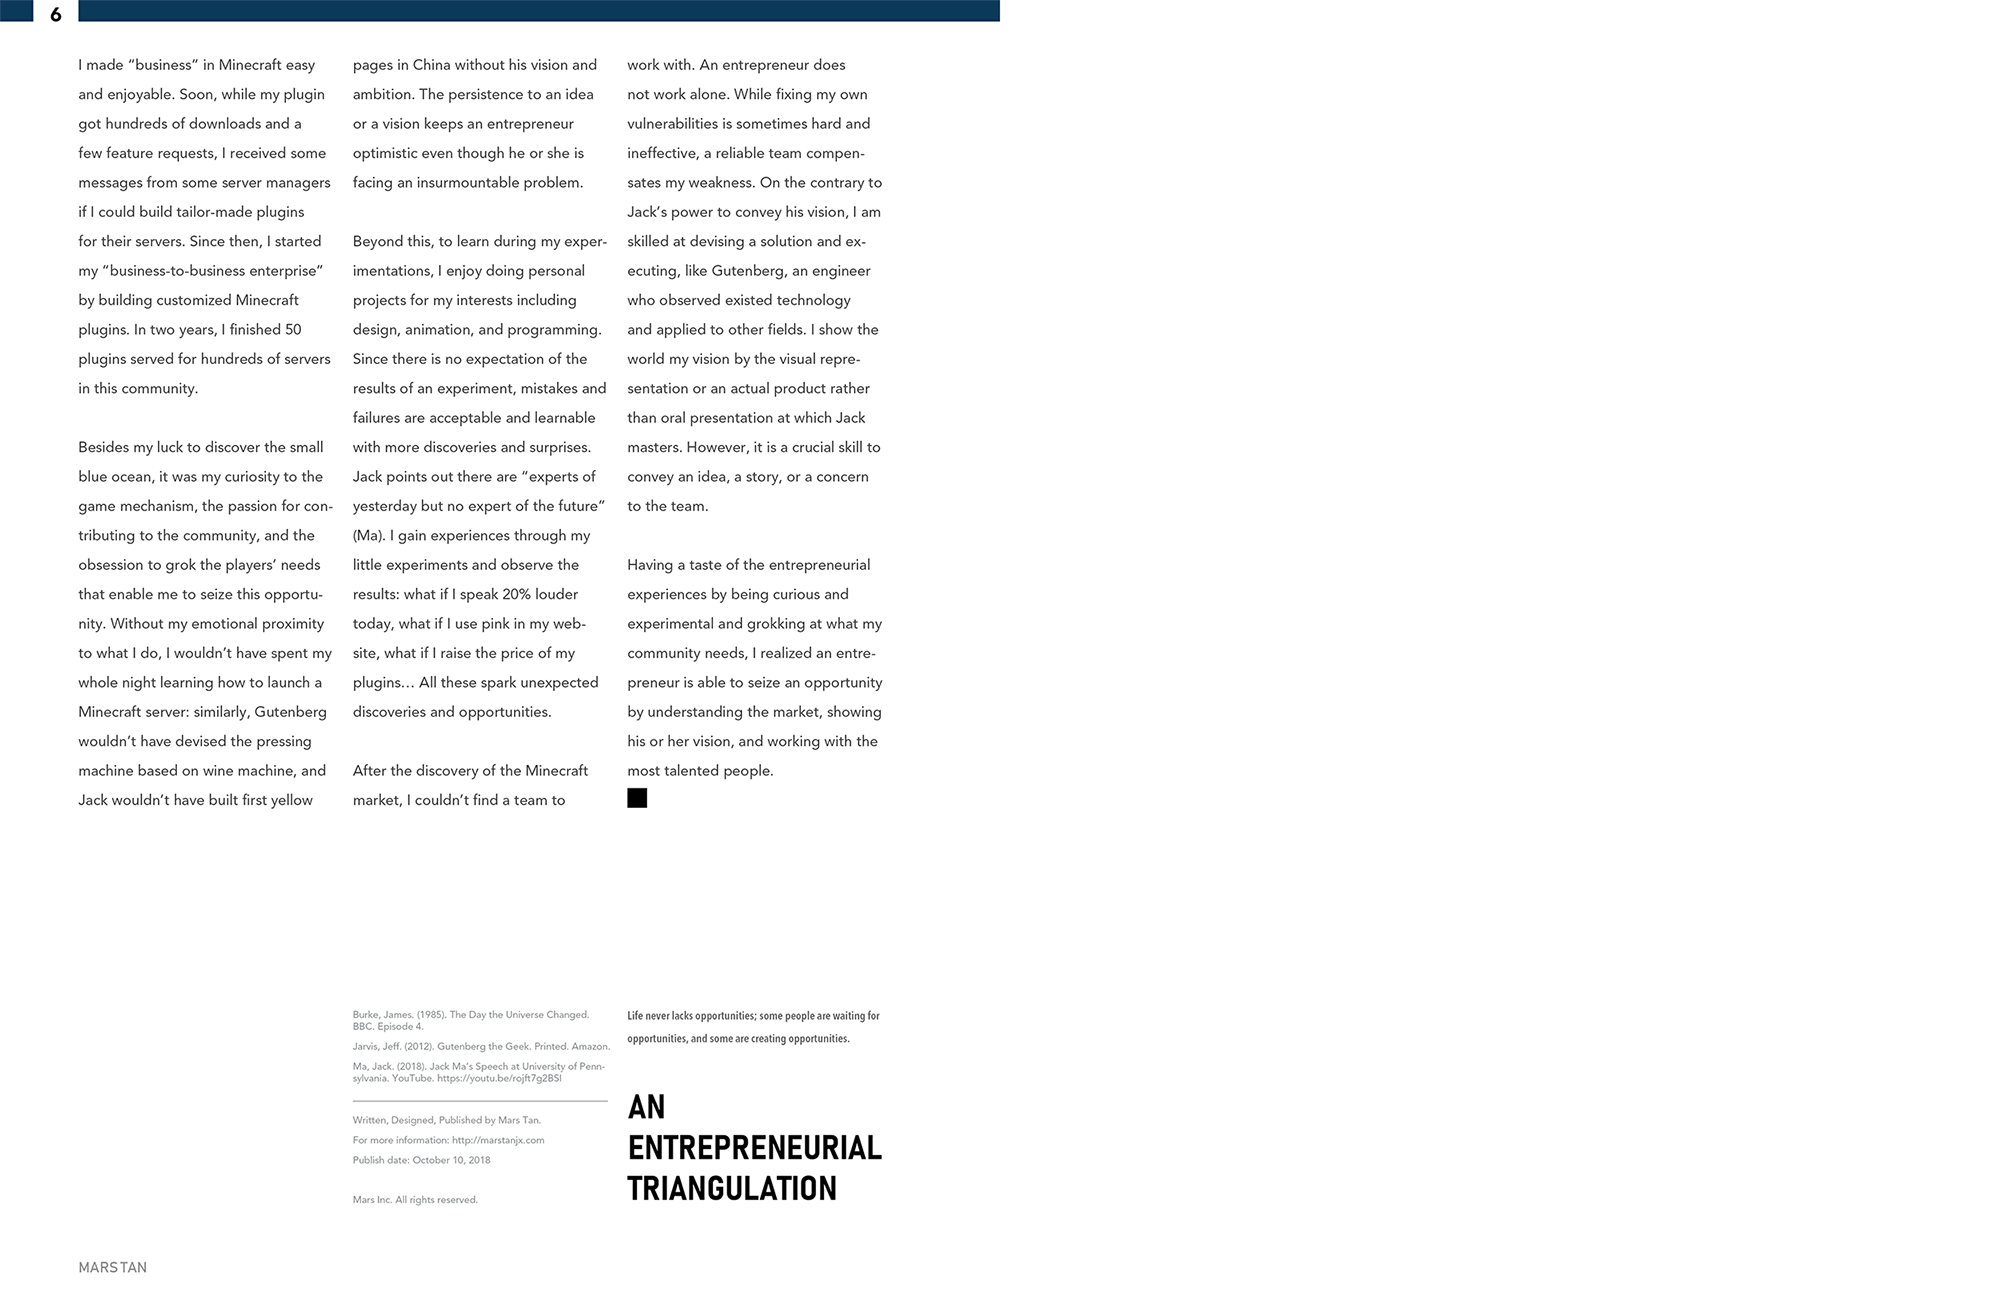 6
I made “business” in Minecraft easy
and enjoyable. Soon, while my plugin
got hundreds of downloads and a
few feature requests, I received some
messages from some server managers
if I could build tailor-made plugins
for their servers. Since then, I started
my “business-to-business enterprise”
by building customized Minecraft
plugins. In two years, I finished 50
plugins served for hundreds of servers
in this community.
Besides my luck to discover the small
blue ocean, it was my curiosity to the
game mechanism, the passion for con-
tributing to the community, and the
obsession to grok the players’ needs
that enable me to seize this opportu-
nity. Without my emotional proximity
to what I do, I wouldn’t have spent my
whole night learning how to launch a
Minecraft server: similarly, Gutenberg
wouldn’t have devised the pressing
machine based on wine machine, and
Jack wouldn’t have built first yellow
pages in China without his vision and
ambition. The persistence to an idea
or a vision keeps an entrepreneur
optimistic even though he or she is
facing an insurmountable problem.
Beyond this, to learn during my exper-
imentations, I enjoy doing personal
projects for my interests including
design, animation, and programming.
Since there is no expectation of the
results of an experiment, mistakes and
failures are acceptable and learnable
with more discoveries and surprises.
Jack points out there are “experts of
yesterday but no expert of the future”
(Ma). I gain experiences through my
little experiments and observe the
results: what if I speak 20% louder
today, what if I use pink in my web-
site, what if I raise the price of my
plugins… All these spark unexpected
discoveries and opportunities.
After the discovery of the Minecraft
market, I couldn’t find a team to
work with. An entrepreneur does
not work alone. While fixing my own
vulnerabilities is sometimes hard and
ineffective, a reliable team compen-
sates my weakness. On the contrary to
Jack’s power to convey his vision, I am
skilled at devising a solution and ex-
ecuting, like Gutenberg, an engineer
who observed existed technology
and applied to other fields. I show the
world my vision by the visual repre-
sentation or an actual product rather
than oral presentation at which Jack
masters. However, it is a crucial skill to
convey an idea, a story, or a concern
to the team.
Having a taste of the entrepreneurial
experiences by being curious and
experimental and grokking at what my
community needs, I realized an entre-
preneur is able to seize an opportunity
by understanding the market, showing
his or her vision, and working with the
most talented people.
Burke, James. (1985). The Day the Universe Changed.
BBC. Episode 4.
Jarvis, Jeff. (2012). Gutenberg the Geek. Printed. Amazon.
Ma, Jack. (2018). Jack Ma’s Speech at University of Penn-
sylvania. YouTube. https://youtu.be/rojft7g2BSI
Written, Designed, Published by Mars Tan.
For more information: http://marstanjx.com
Publish date: October 10, 2018
Mars Inc. All rights reserved.
Life never lacks opportunities; some people are waiting for
opportunities, and some are creating opportunities.
AN
ENTREPRENEURIAL
TRIANGULATION
MARS TAN